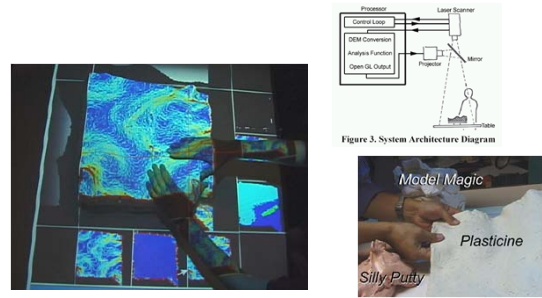 Processor
Laser Scanner
Control Loop
DEM Conversion
Analysis Function
Open GL Output
Projector
Mirror
Table
Figure 3. System Architecture Diagram
Model Magic
Plasticine
Silly Putty